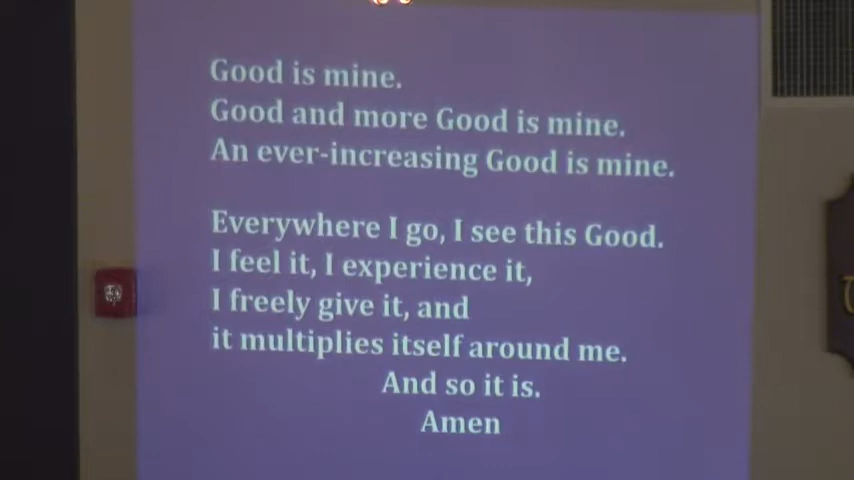 Good is mine.
Good and more Good is mine.
An ever-increasing Good is mine.
Everywhere I go, I see this Good.
I feel it, I experience it,
I freely give it, and
it multiplies itself around me.
And so it is.
Amen